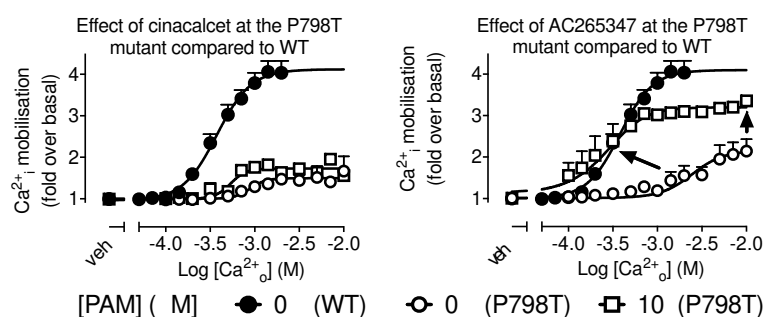 Effect of cinacalcet at the P798T
mutant compared to WT
Ca²⁺ᵢ mobilisation
(fold over basal)
4
3
2
1
veh
-4.0 -3.5 -3.0 -2.5 -2.0
Log [Ca²⁺ₒ] (M)
Effect of AC265347 at the P798T
mutant compared to WT
Ca²⁺ᵢ mobilisation
(fold over basal)
4
3
2
1
veh
-4.0 -3.5 -3.0 -2.5 -2.0
Log [Ca²⁺ₒ] (M)
[PAM] ( M] 0 (WT) 0 (P798T) 10 (P798T)